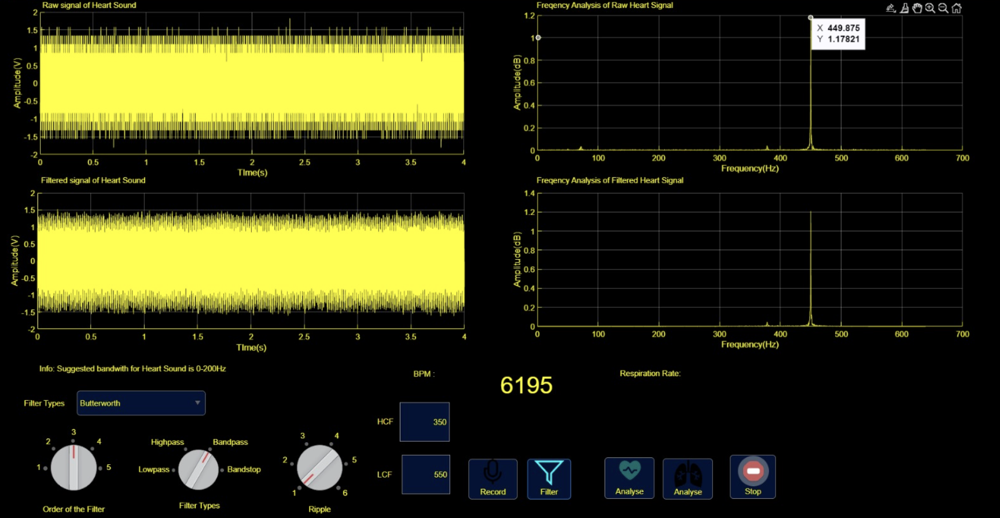 Raw signal of Heart Sound
2
1.5
1
0.5
0
-0.5
-1
-1.5
-2
Amplitude(V)
0 0.5 1 1.5 2 2.5 3 3.5 4
TIme(s)
Freqency Analysis of Raw Heart Signal
X 449.875
Y 1.17821
1.2
1
0.8
0.6
0.4
0.2
0
Amplitude(dB)
0 100 200 300 400 500 600 700
Frequency(Hz)
Filtered signal of Heart Sound
2
1.5
1
0.5
0
-0.5
-1
-1.5
-2
Amplitude(V)
0 0.5 1 1.5 2 2.5 3 3.5 4
TIme(s)
Freqency Analysis of Filtered Heart Signal
1.4
1.2
1
0.8
0.6
0.4
0.2
0
Amplitude(dB)
0 100 200 300 400 500 600 700
Frequency(Hz)
Info: Suggested bandwith for Heart Sound is 0-200Hz
BPM :
6195
Respiration Rate:
Filter Types
Butterworth
HCF
350
LCF
550
1 2 3 4 5
Order of the Filter
Lowpass
Highpass
Bandpass
Bandstop
Filter Types
1 2 3 4 5 6
Ripple
Record
Filter
Analyse
Analyse
Stop